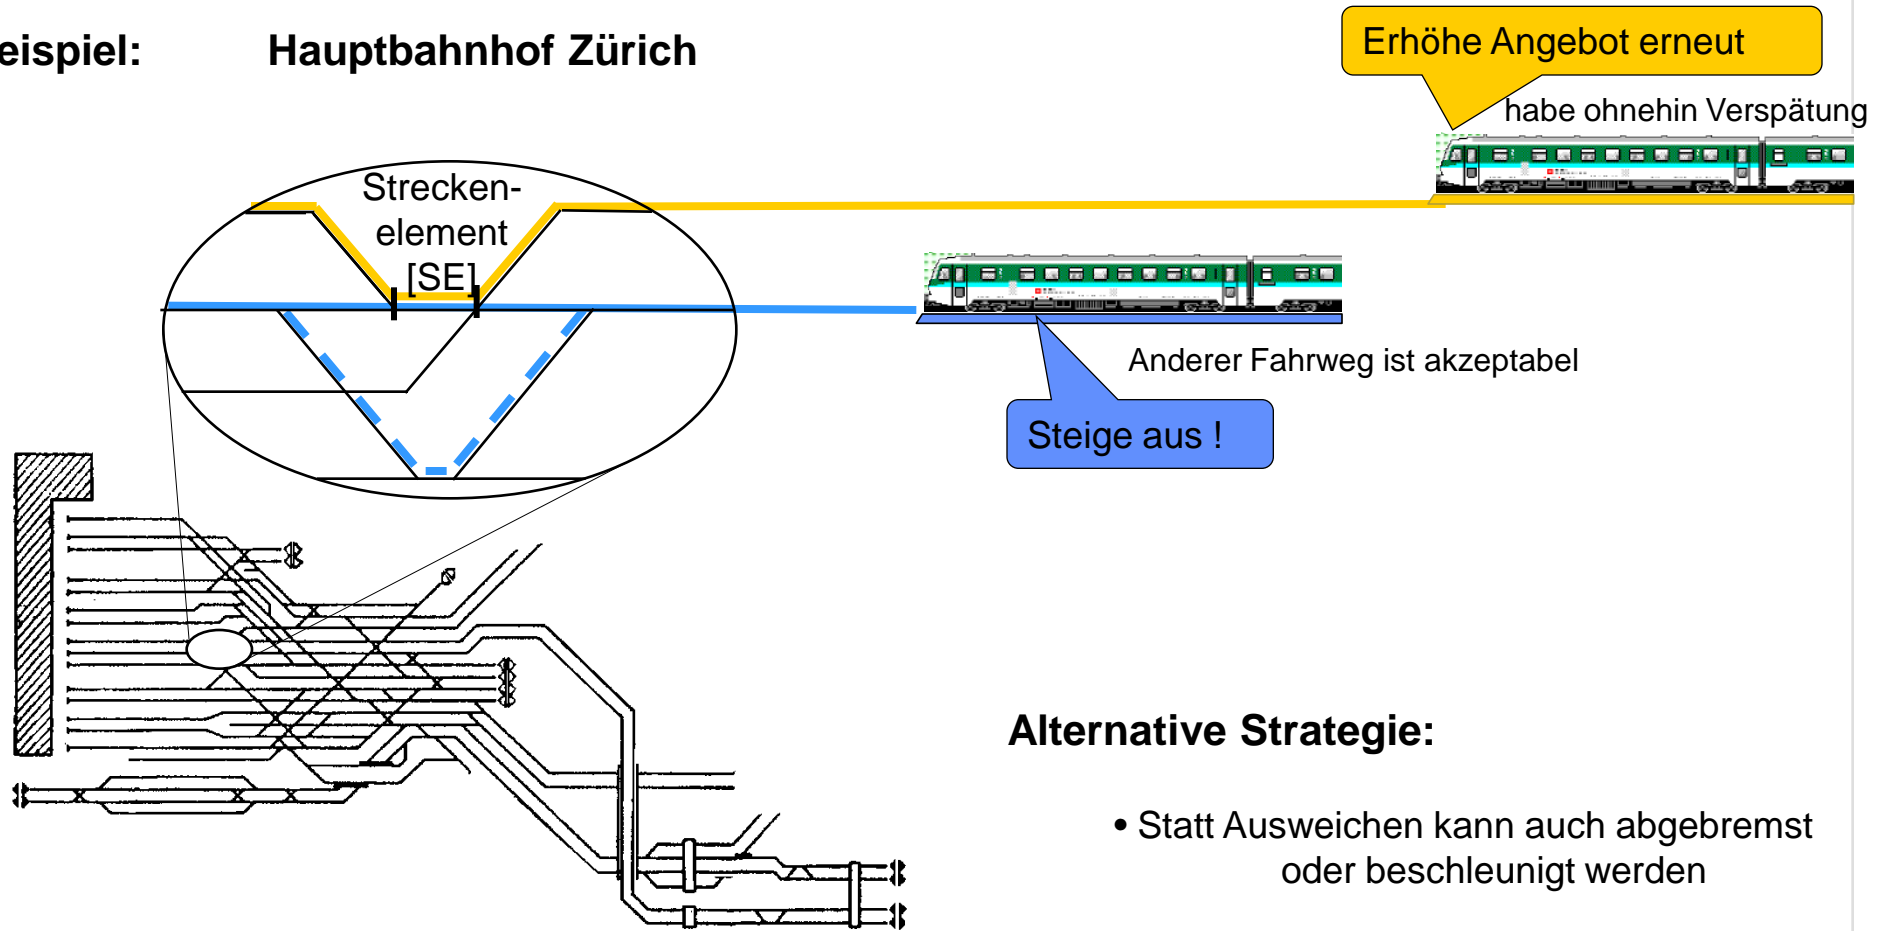 eispiel: Hauptbahnhof Zürich
Erhöhe Angebot erneut
habe ohnehin Verspätung
Strecken-
element
[SE]
Anderer Fahrweg ist akzeptabel
Steige aus !
Alternative Strategie:
• Statt Ausweichen kann auch abgebremst
oder beschleunigt werden